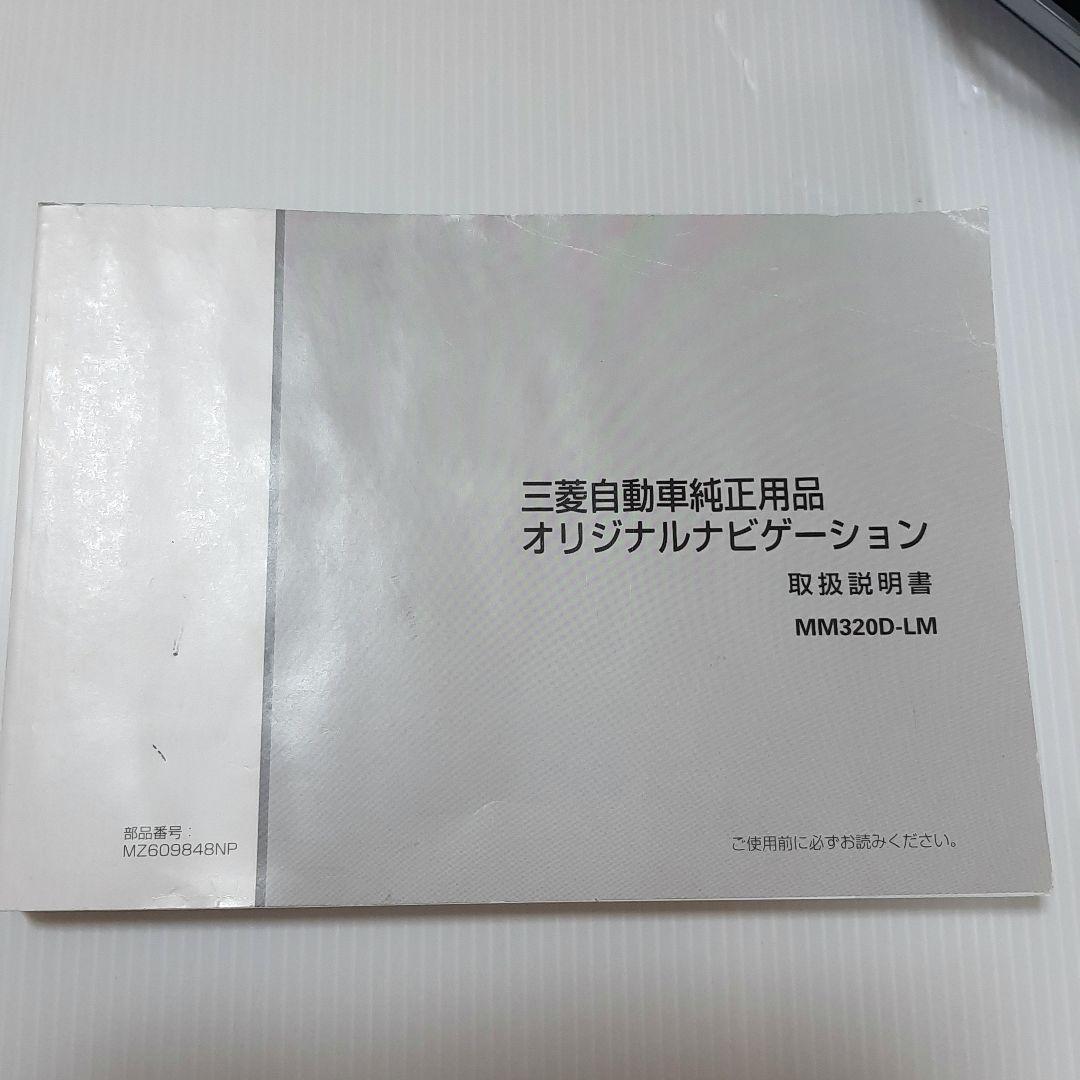 三菱自動車純正用品
オリジナルナビゲーション
取扱説明書
MM320D-LM
部品番号：
MZ609848NP
ご使用前に必ずお読みください。